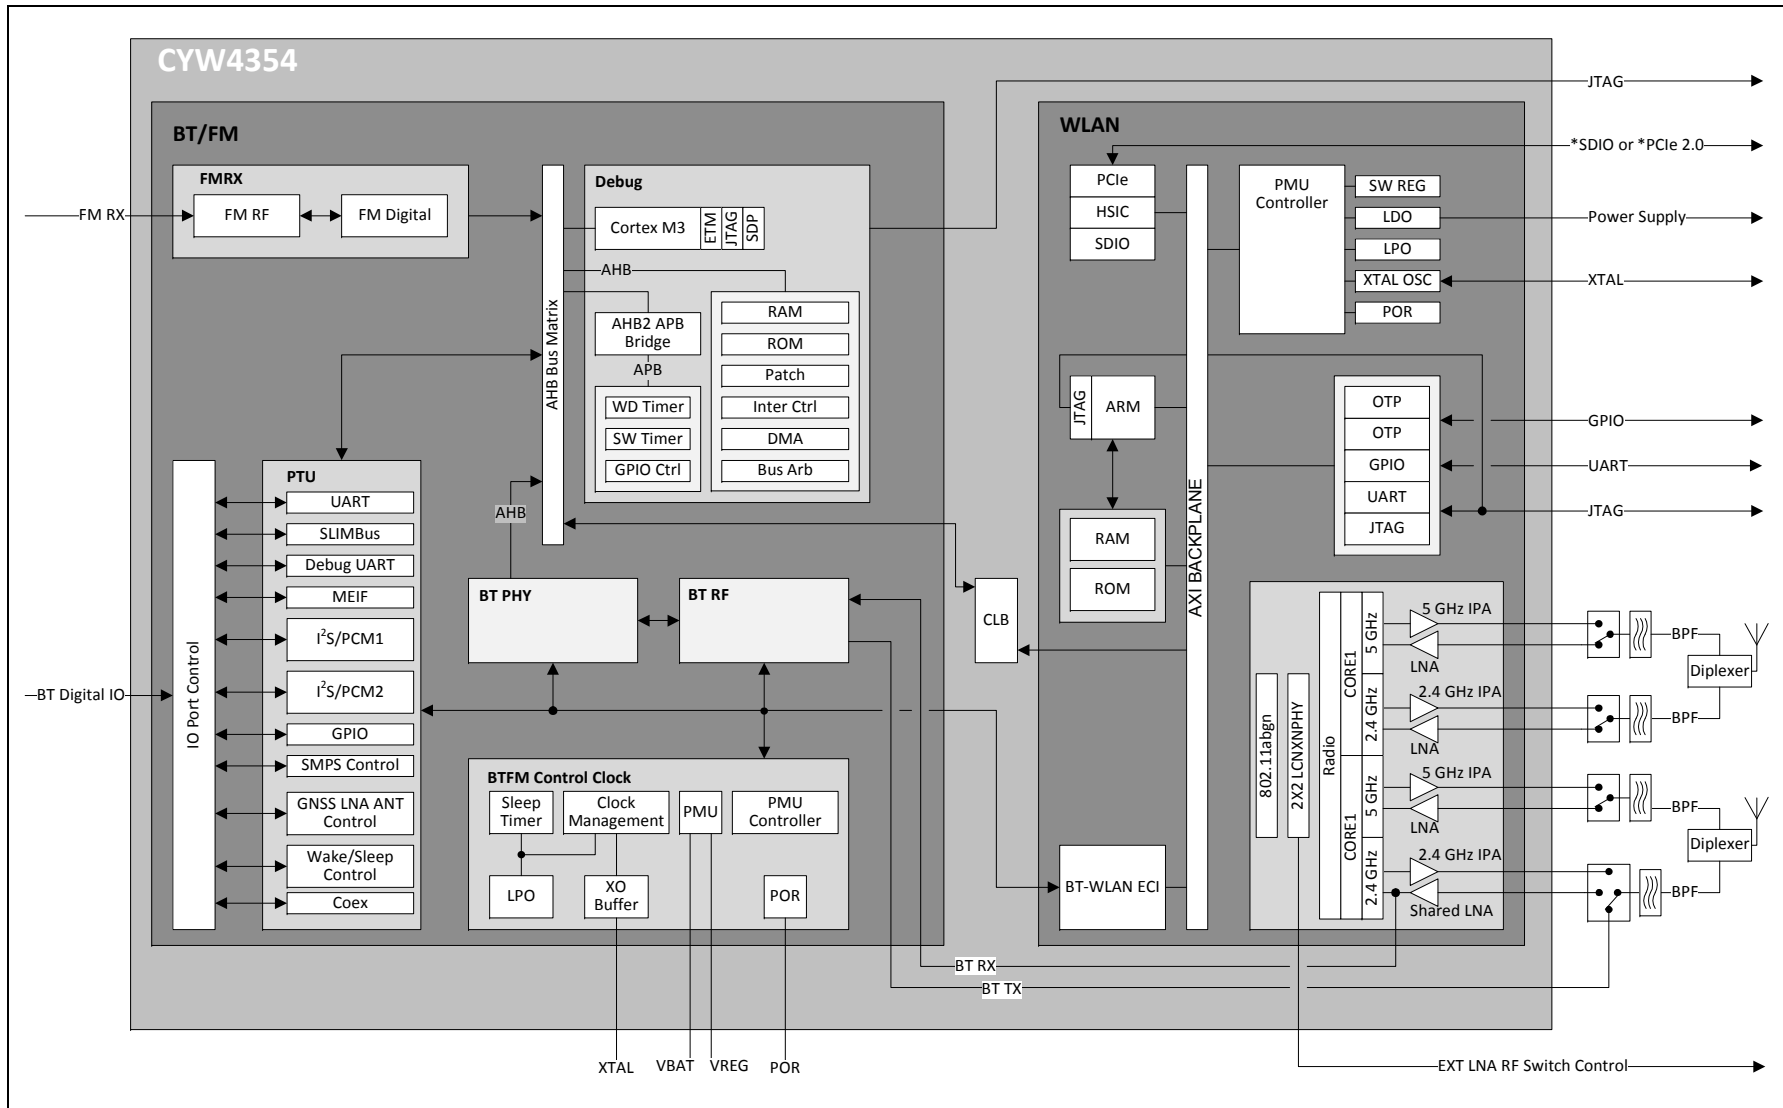 CYW4354
JTAG
BT/FM
WLAN
*SDIO or *PCIe 2.0
FMRX
FM RX
FM RF
FM Digital
AHB Bus Matrix
Debug
Cortex M3
ETM
JTAG
SDP
AHB
AHB2 APB
Bridge
APB
WD Timer
SW Timer
GPIO Ctrl
RAM
ROM
Patch
Inter Ctrl
DMA
Bus Arb
PCIe
HSIC
SDIO
AXI BACKPLANE
PMU
Controller
SW REG
LDO
LPO
XTAL OSC
POR
Power Supply
XTAL
JTAG
ARM
RAM
ROM
OTP
OTP
GPIO
UART
JTAG
GPIO
UART
JTAG
BT Digital IO
IO Port Control
PTU
UART
SLIMBus
Debug UART
MEIF
I²S/PCM1
I²S/PCM2
GPIO
SMPS Control
GNSS LNA ANT
Control
Wake/Sleep
Control
Coex
AHB
BT PHY
BT RF
CLB
BTFM Control Clock
Sleep
Timer
Clock
Management
PMU
PMU
Controller
LPO
XO
Buffer
POR
BT-WLAN ECI
802.11abgn
2X2 LCNXNPHY
Radio
CORE1
CORE1
5 GHz
2.4 GHz
5 GHz
2.4 GHz
5 GHz IPA
LNA
2.4 GHz IPA
LNA
5 GHz IPA
LNA
2.4 GHz IPA
Shared LNA
BPF
Diplexer
BPF
BPF
Diplexer
BPF
BT RX
BT TX
XTAL
VBAT
VREG
POR
EXT LNA RF Switch Control